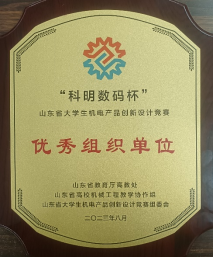 “科明数码杯”
山东省大学生机电产品创新设计竞赛
优秀组织单位
山东省教育厅高教处
山东省高校机械工程教学协作组
山东省大学生机电产品创新设计竞赛组委会
二〇二三年八月